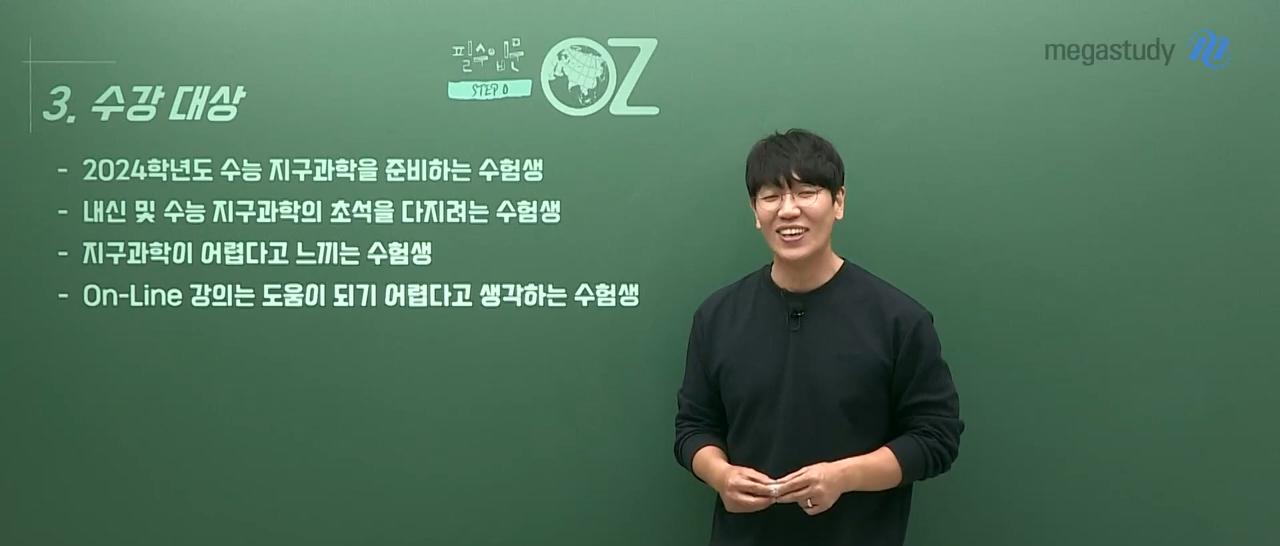 필수입문
STEP 0
OZ
megastudy
3. 수강 대상
- 2024학년도 수능 지구과학을 준비하는 수험생
- 내신 및 수능 지구과학의 초석을 다지려는 수험생
- 지구과학이 어렵다고 느끼는 수험생
- On-Line 강의는 도움이 되기 어렵다고 생각하는 수험생